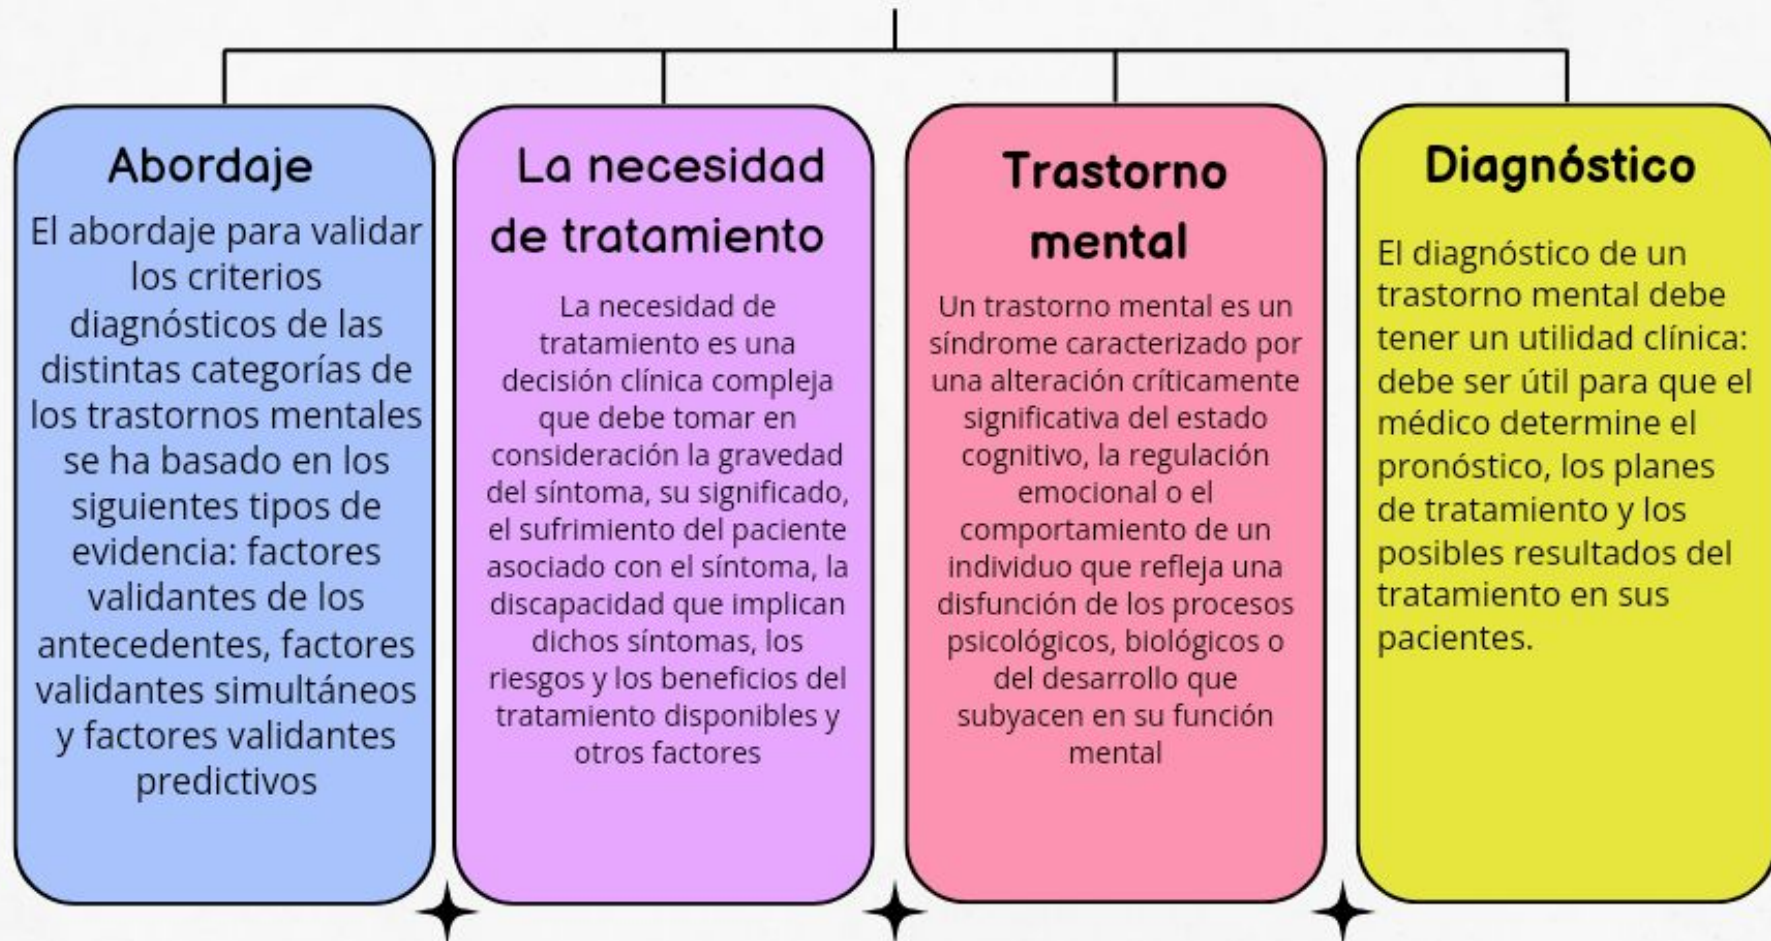 Abordaje
El abordaje para validar
los criterios
diagnósticos de las
distintas categorías de
los trastornos mentales
se ha basado en los
siguientes tipos de
evidencia: factores
validantes de los
antecedentes, factores
validantes simultáneos
y factores validantes
predictivos
La necesidad
de tratamiento
La necesidad de
tratamiento es una
decisión clínica compleja
que debe tomar en
consideración la gravedad
del síntoma, su significado,
el sufrimiento del paciente
asociado con el síntoma, la
discapacidad que implican
dichos síntomas, los
riesgos y los beneficios del
tratamiento disponibles y
otros factores
Trastorno
mental
Un trastorno mental es un
síndrome caracterizado por
una alteración críticamente
significativa del estado
cognitivo, la regulación
emocional o el
comportamiento de un
individuo que refleja una
disfunción de los procesos
psicológicos, biológicos o
del desarrollo que
subyacen en su función
mental
Diagnóstico
El diagnóstico de un
trastorno mental debe
tener un utilidad clínica:
debe ser útil para que el
médico determine el
pronóstico, los planes
de tratamiento y los
posibles resultados del
tratamiento en sus
pacientes.